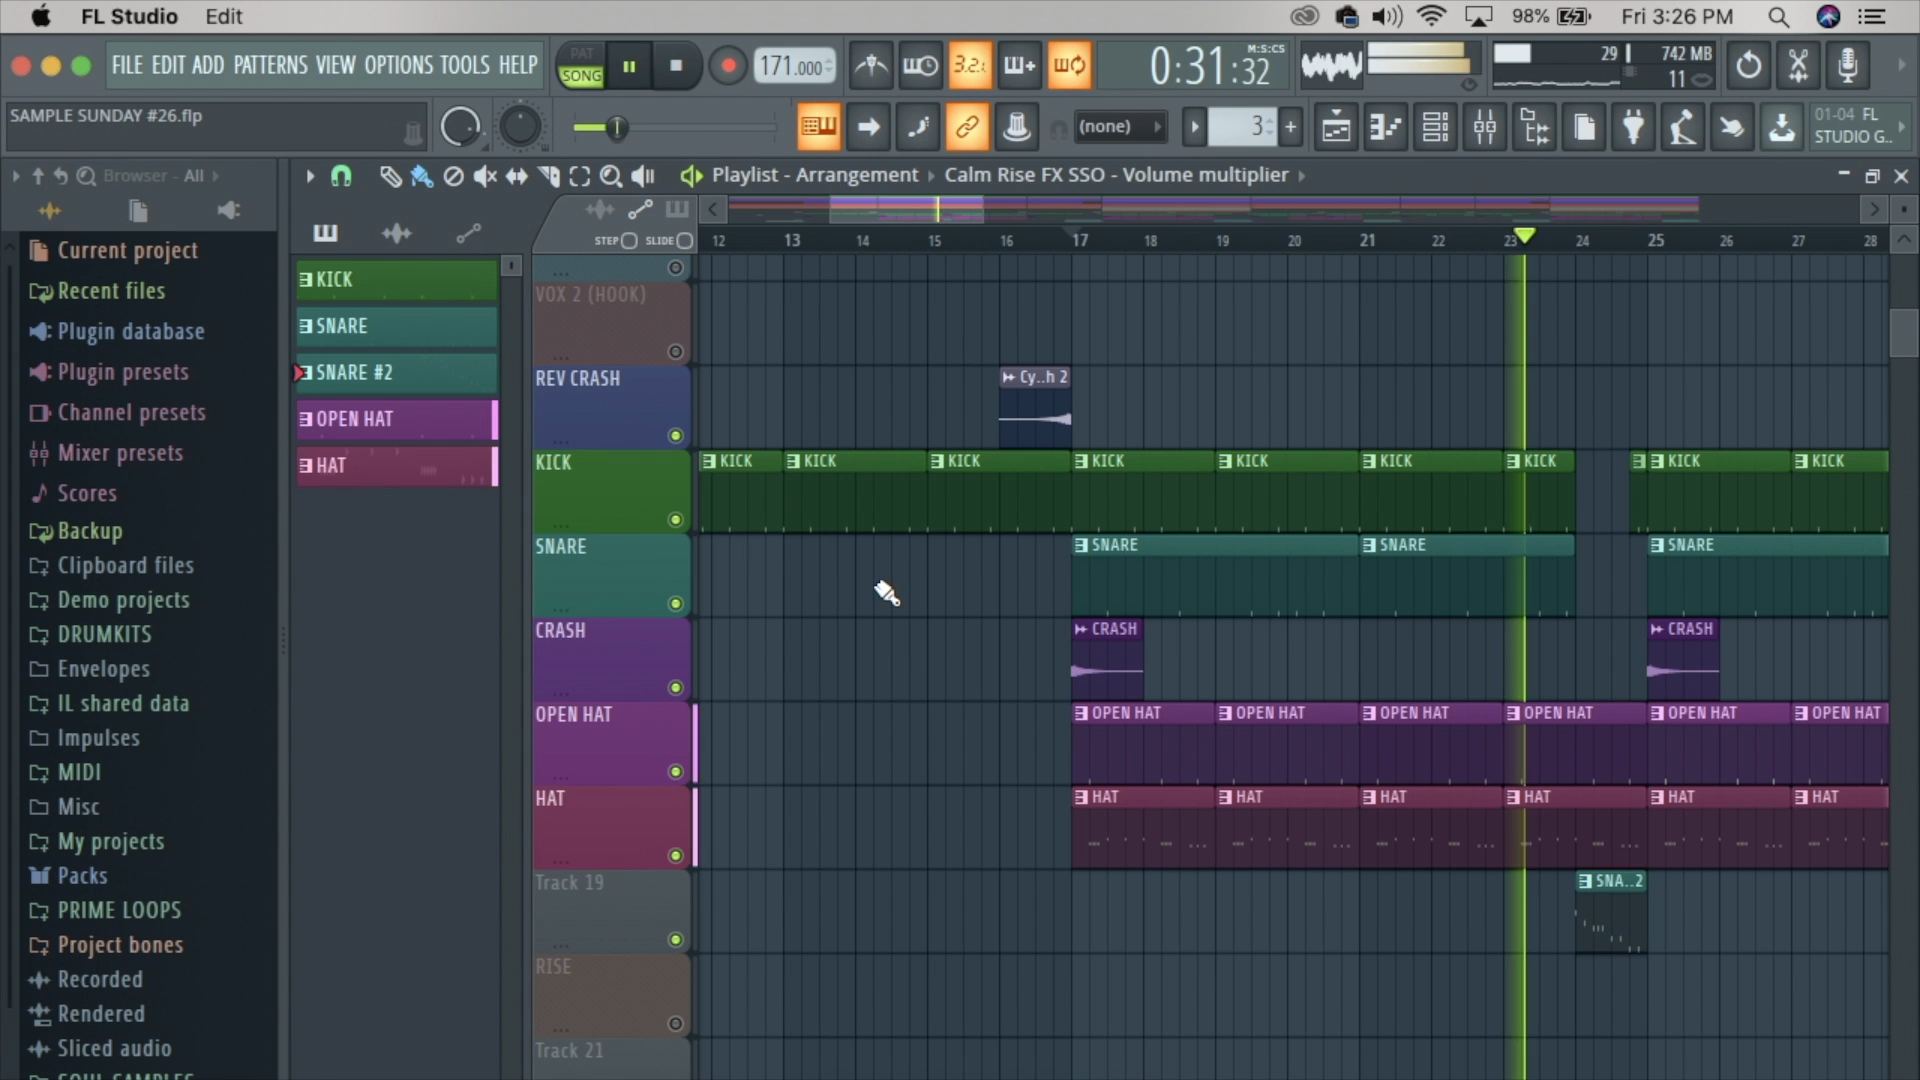 FL Studio Edit
98% Fri 3:26 PM
FILE EDIT ADD PATTERNS VIEW OPTIONS TOOLS HELP
PAT
SONG
171.000
3.2.
0:31:32
M:S:CS
29
742 MB
11
SAMPLE SUNDAY #26.flp
(none)
3
01-04 FL
STUDIO G..
Browser - All
Playlist - Arrangement
Calm Rise FX SSO - Volume multiplier
STEP
SLIDE
12 13 14 15 16 17 18 19 20 21 22 23 24 25 26 27 28
Current project
Recent files
Plugin database
Plugin presets
Channel presets
Mixer presets
Scores
Backup
Clipboard files
Demo projects
DRUMKITS
Envelopes
IL shared data
Impulses
MIDI
Misc
My projects
Packs
PRIME LOOPS
Project bones
Recorded
Rendered
Sliced audio
SOUL SAMPLES
KICK
SNARE
SNARE #2
OPEN HAT
HAT
VOX 2 (HOOK)
REV CRASH
Cy..h 2
KICK
KICK KICK KICK KICK KICK KICK KICK KICK KICK
SNARE
SNARE SNARE SNARE
CRASH
CRASH CRASH
OPEN HAT
OPEN HAT OPEN HAT OPEN HAT OPEN HAT OPEN HAT OPEN HAT
HAT
HAT HAT HAT HAT HAT HAT
Track 19
SNA..2
RISE
Track 21